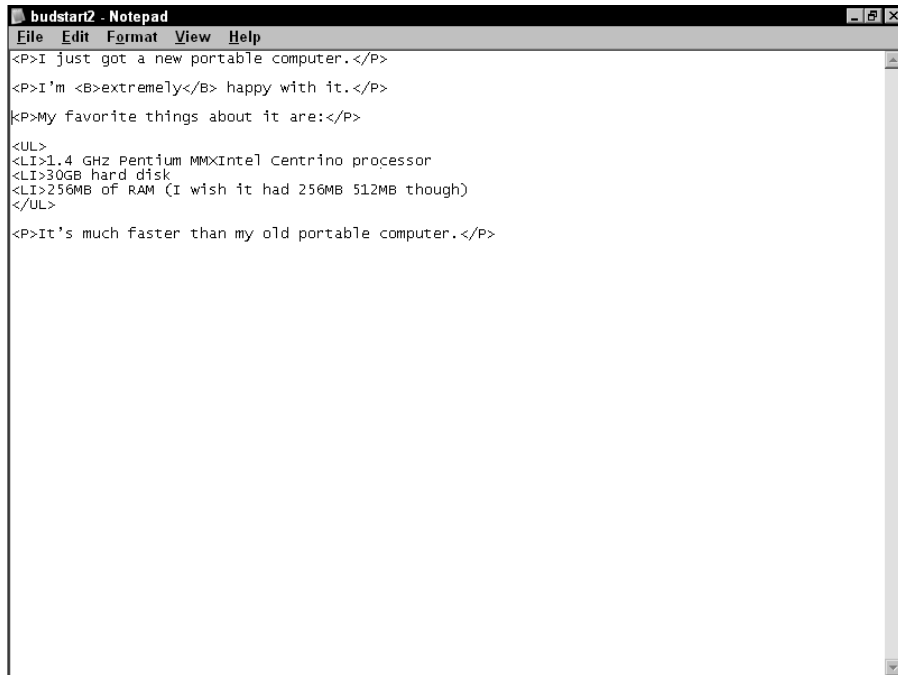 budstart2 - Notepad
File Edit Format View Help
<P>I just got a new portable computer.</P>
<P>I'm <B>extremely</B> happy with it.</P>
<P>My favorite things about it are:</P>
<UL>
<LI>1.4 GHz Pentium MMXIntel Centrino processor
<LI>30GB hard disk
<LI>256MB of RAM (I wish it had 256MB 512MB though)
</UL>
<P>It's much faster than my old portable computer.</P>